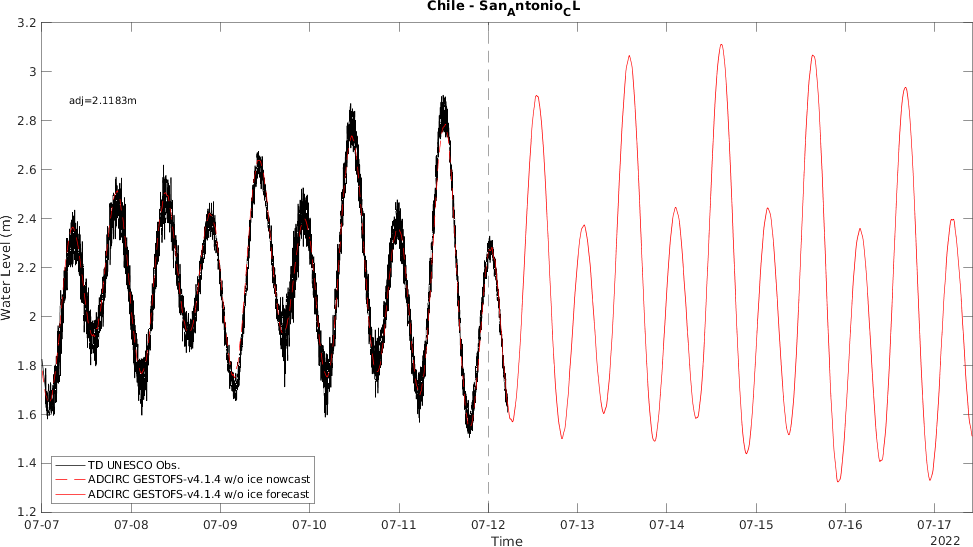 Chile - SanAntonioCL
3.2
3
2.8
2.6
2.4
2.2
2
1.8
1.6
1.4
1.2
Water Level (m)
adj=2.1183m
TD UNESCO Obs.
ADCIRC GESTOFS-v4.1.4 w/o ice nowcast
ADCIRC GESTOFS-v4.1.4 w/o ice forecast
07-07 07-08 07-09 07-10 07-11 07-12 07-13 07-14 07-15 07-16 07-17
Time
2022